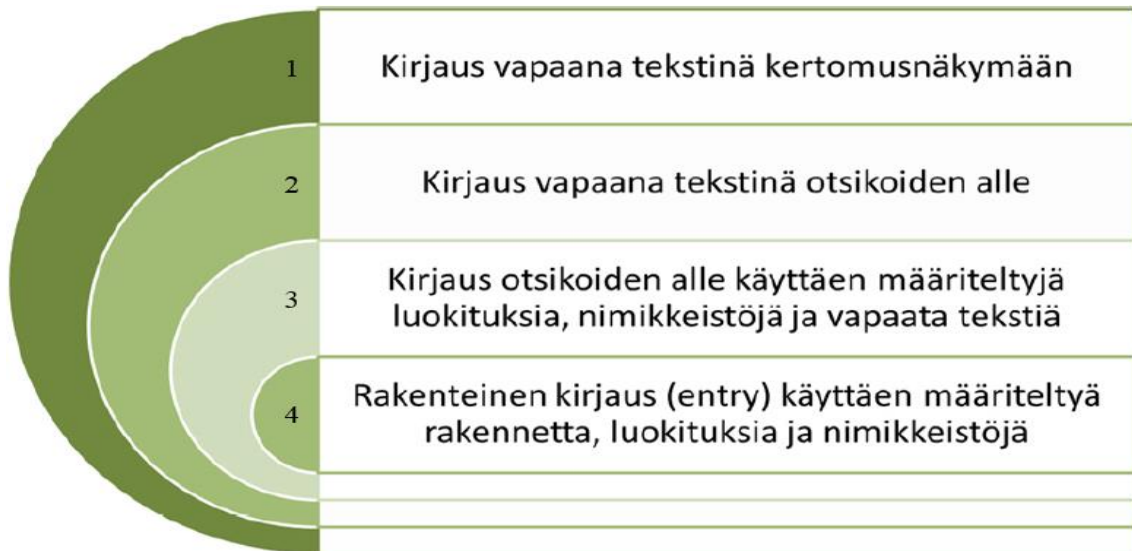 1 Kirjaus vapaana tekstinä kertomusnäkymään
2 Kirjaus vapaana tekstinä otsikoiden alle
3 Kirjaus otsikoiden alle käyttäen määriteltyjä
luokituksia, nimikkeistöjä ja vapaata tekstiä
4 Rakenteinen kirjaus (entry) käyttäen määriteltyä
rakennetta, luokituksia ja nimikkeistöjä